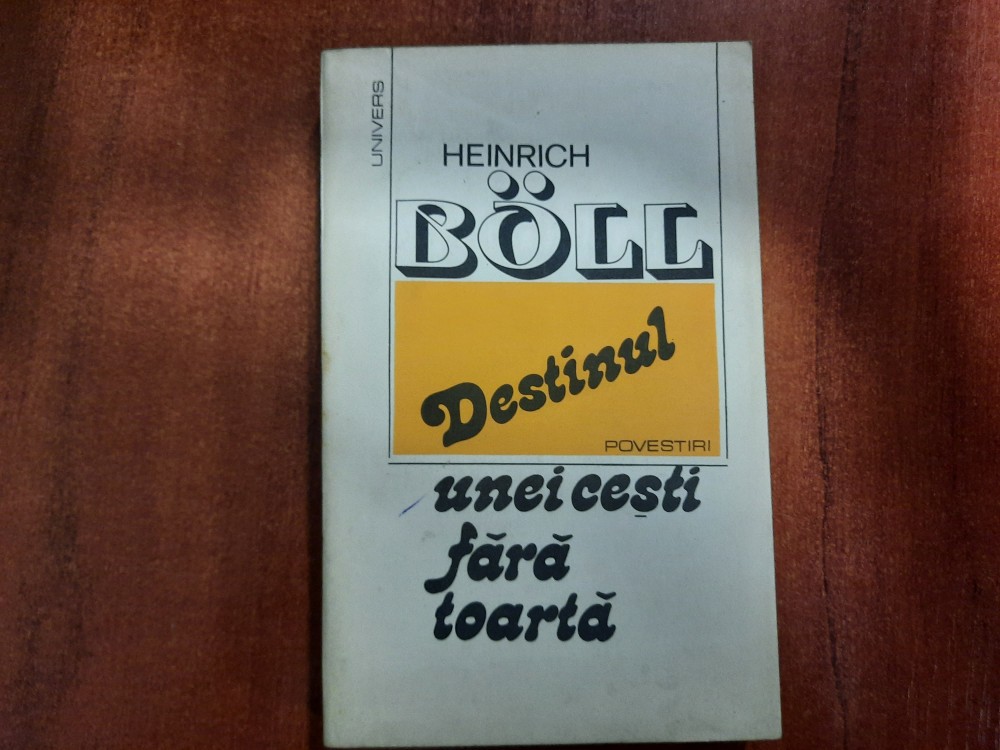 UNIVERS
HEINRICH
BÖLL
Destinul
POVESTIRI
unei cești
fără
toartă